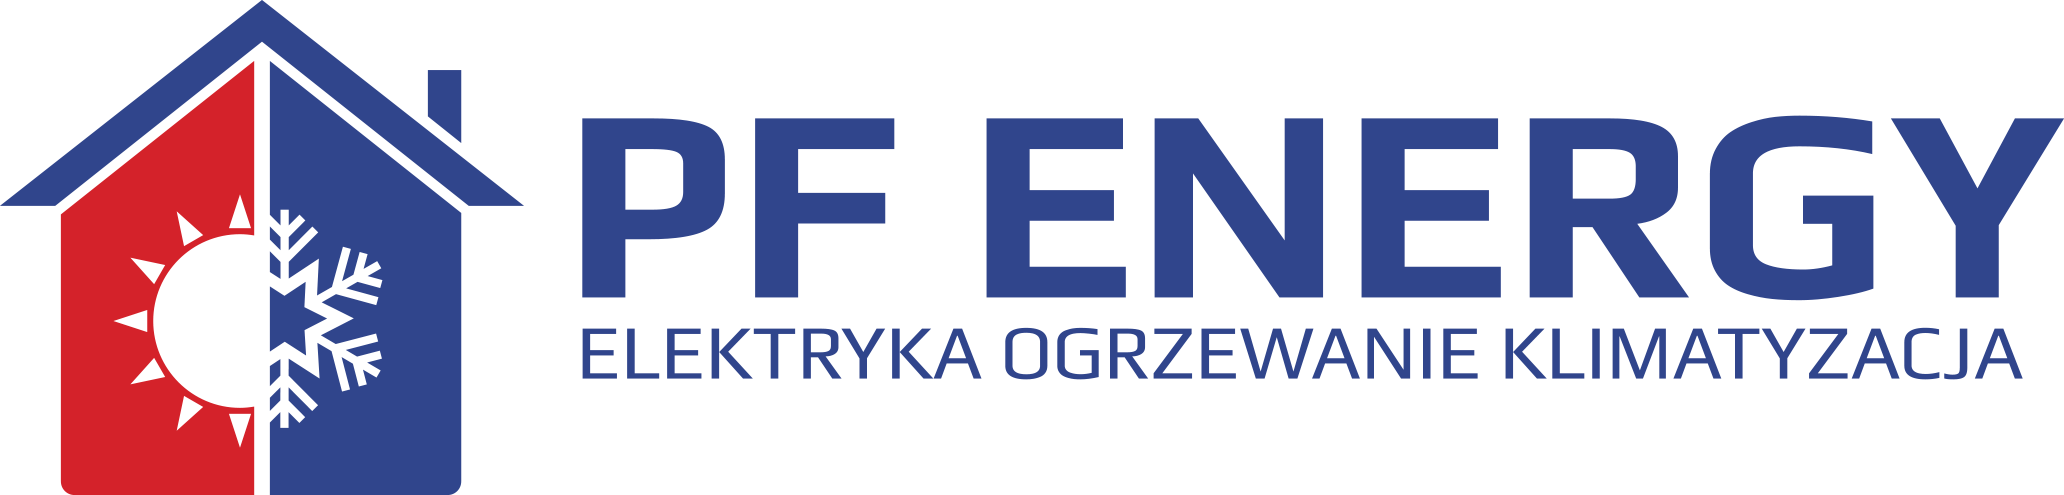 PF ENERGY
ELEKTRYKA OGRZEWANIE KLIMATYZACJA